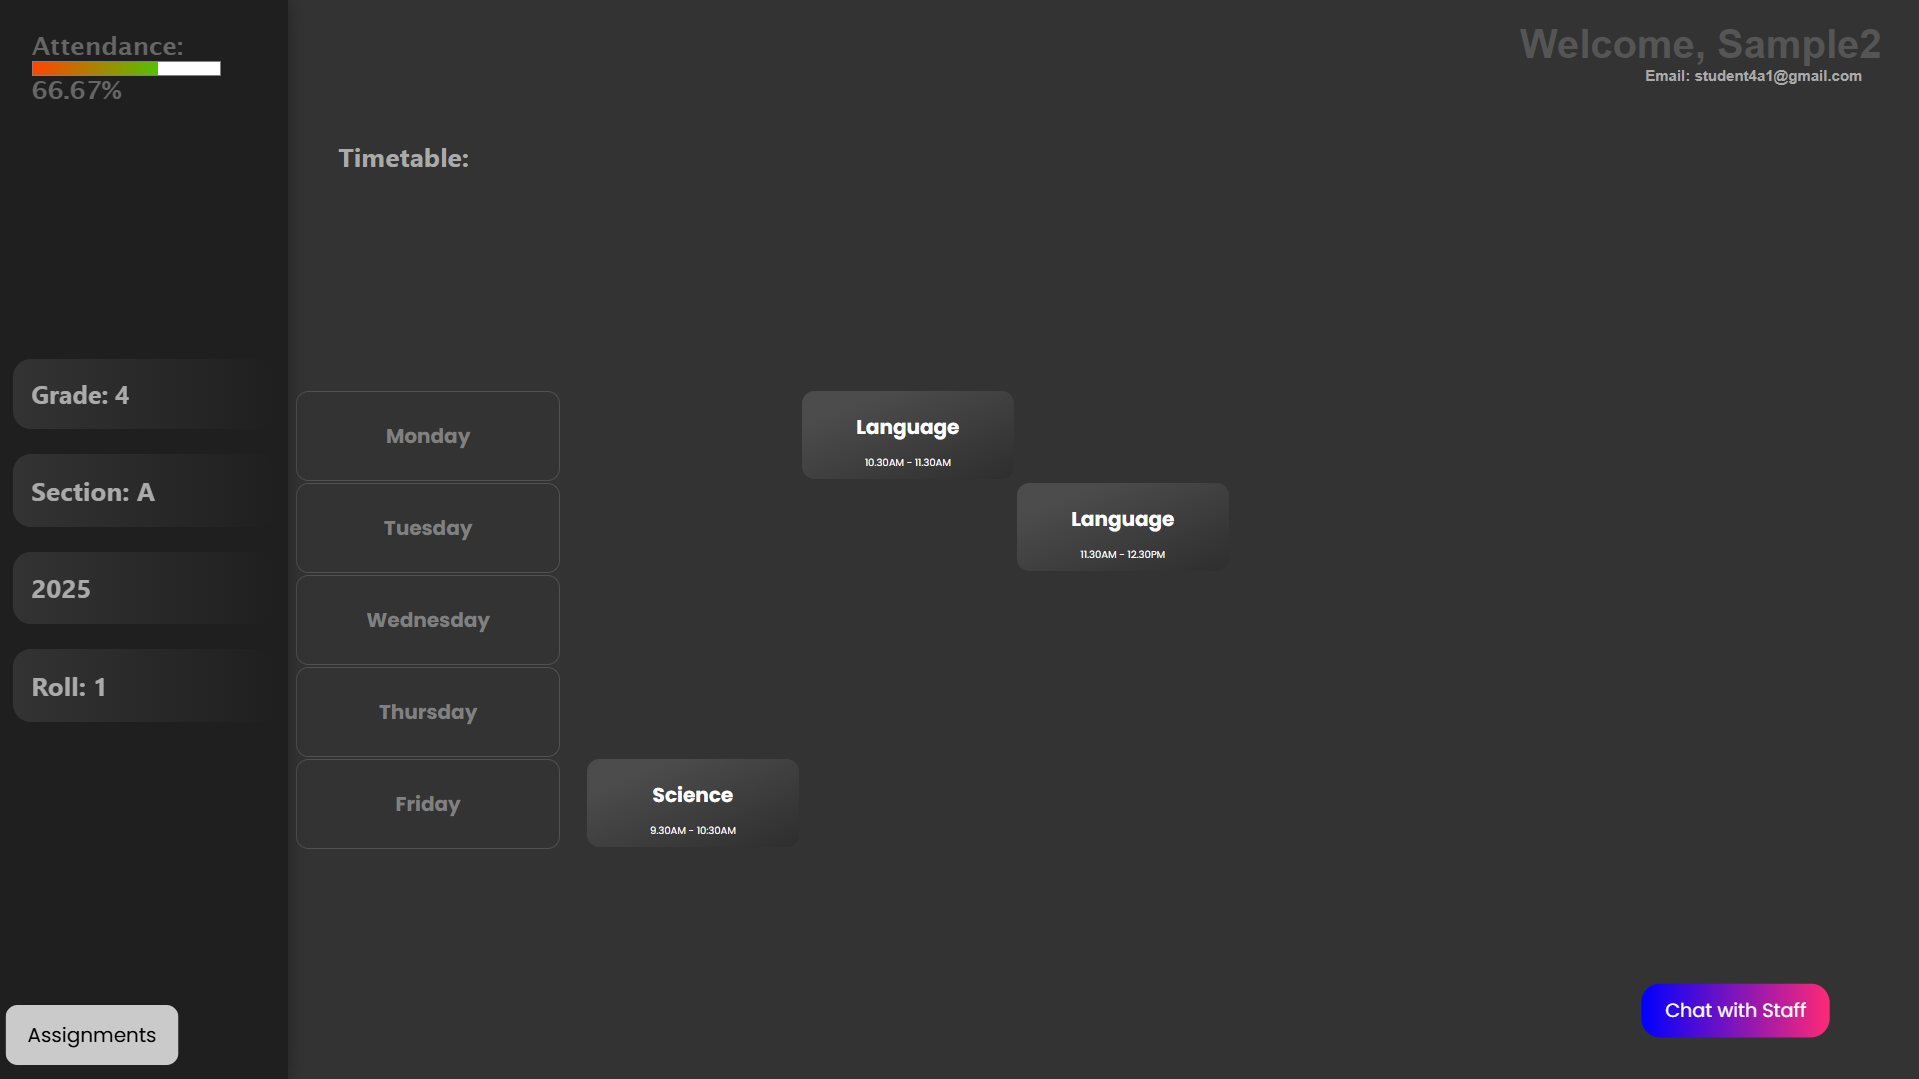 Attendance:
66.67%
Welcome, Sample2
Email: student4a1@gmail.com
Timetable:
Grade: 4
Section: A
2025
Roll: 1
Monday
Language
10.30AM - 11.30AM
Tuesday
Language
11.30AM - 12.30PM
Wednesday
Thursday
Friday
Science
9.30AM - 10:30AM
Assignments
Chat with Staff